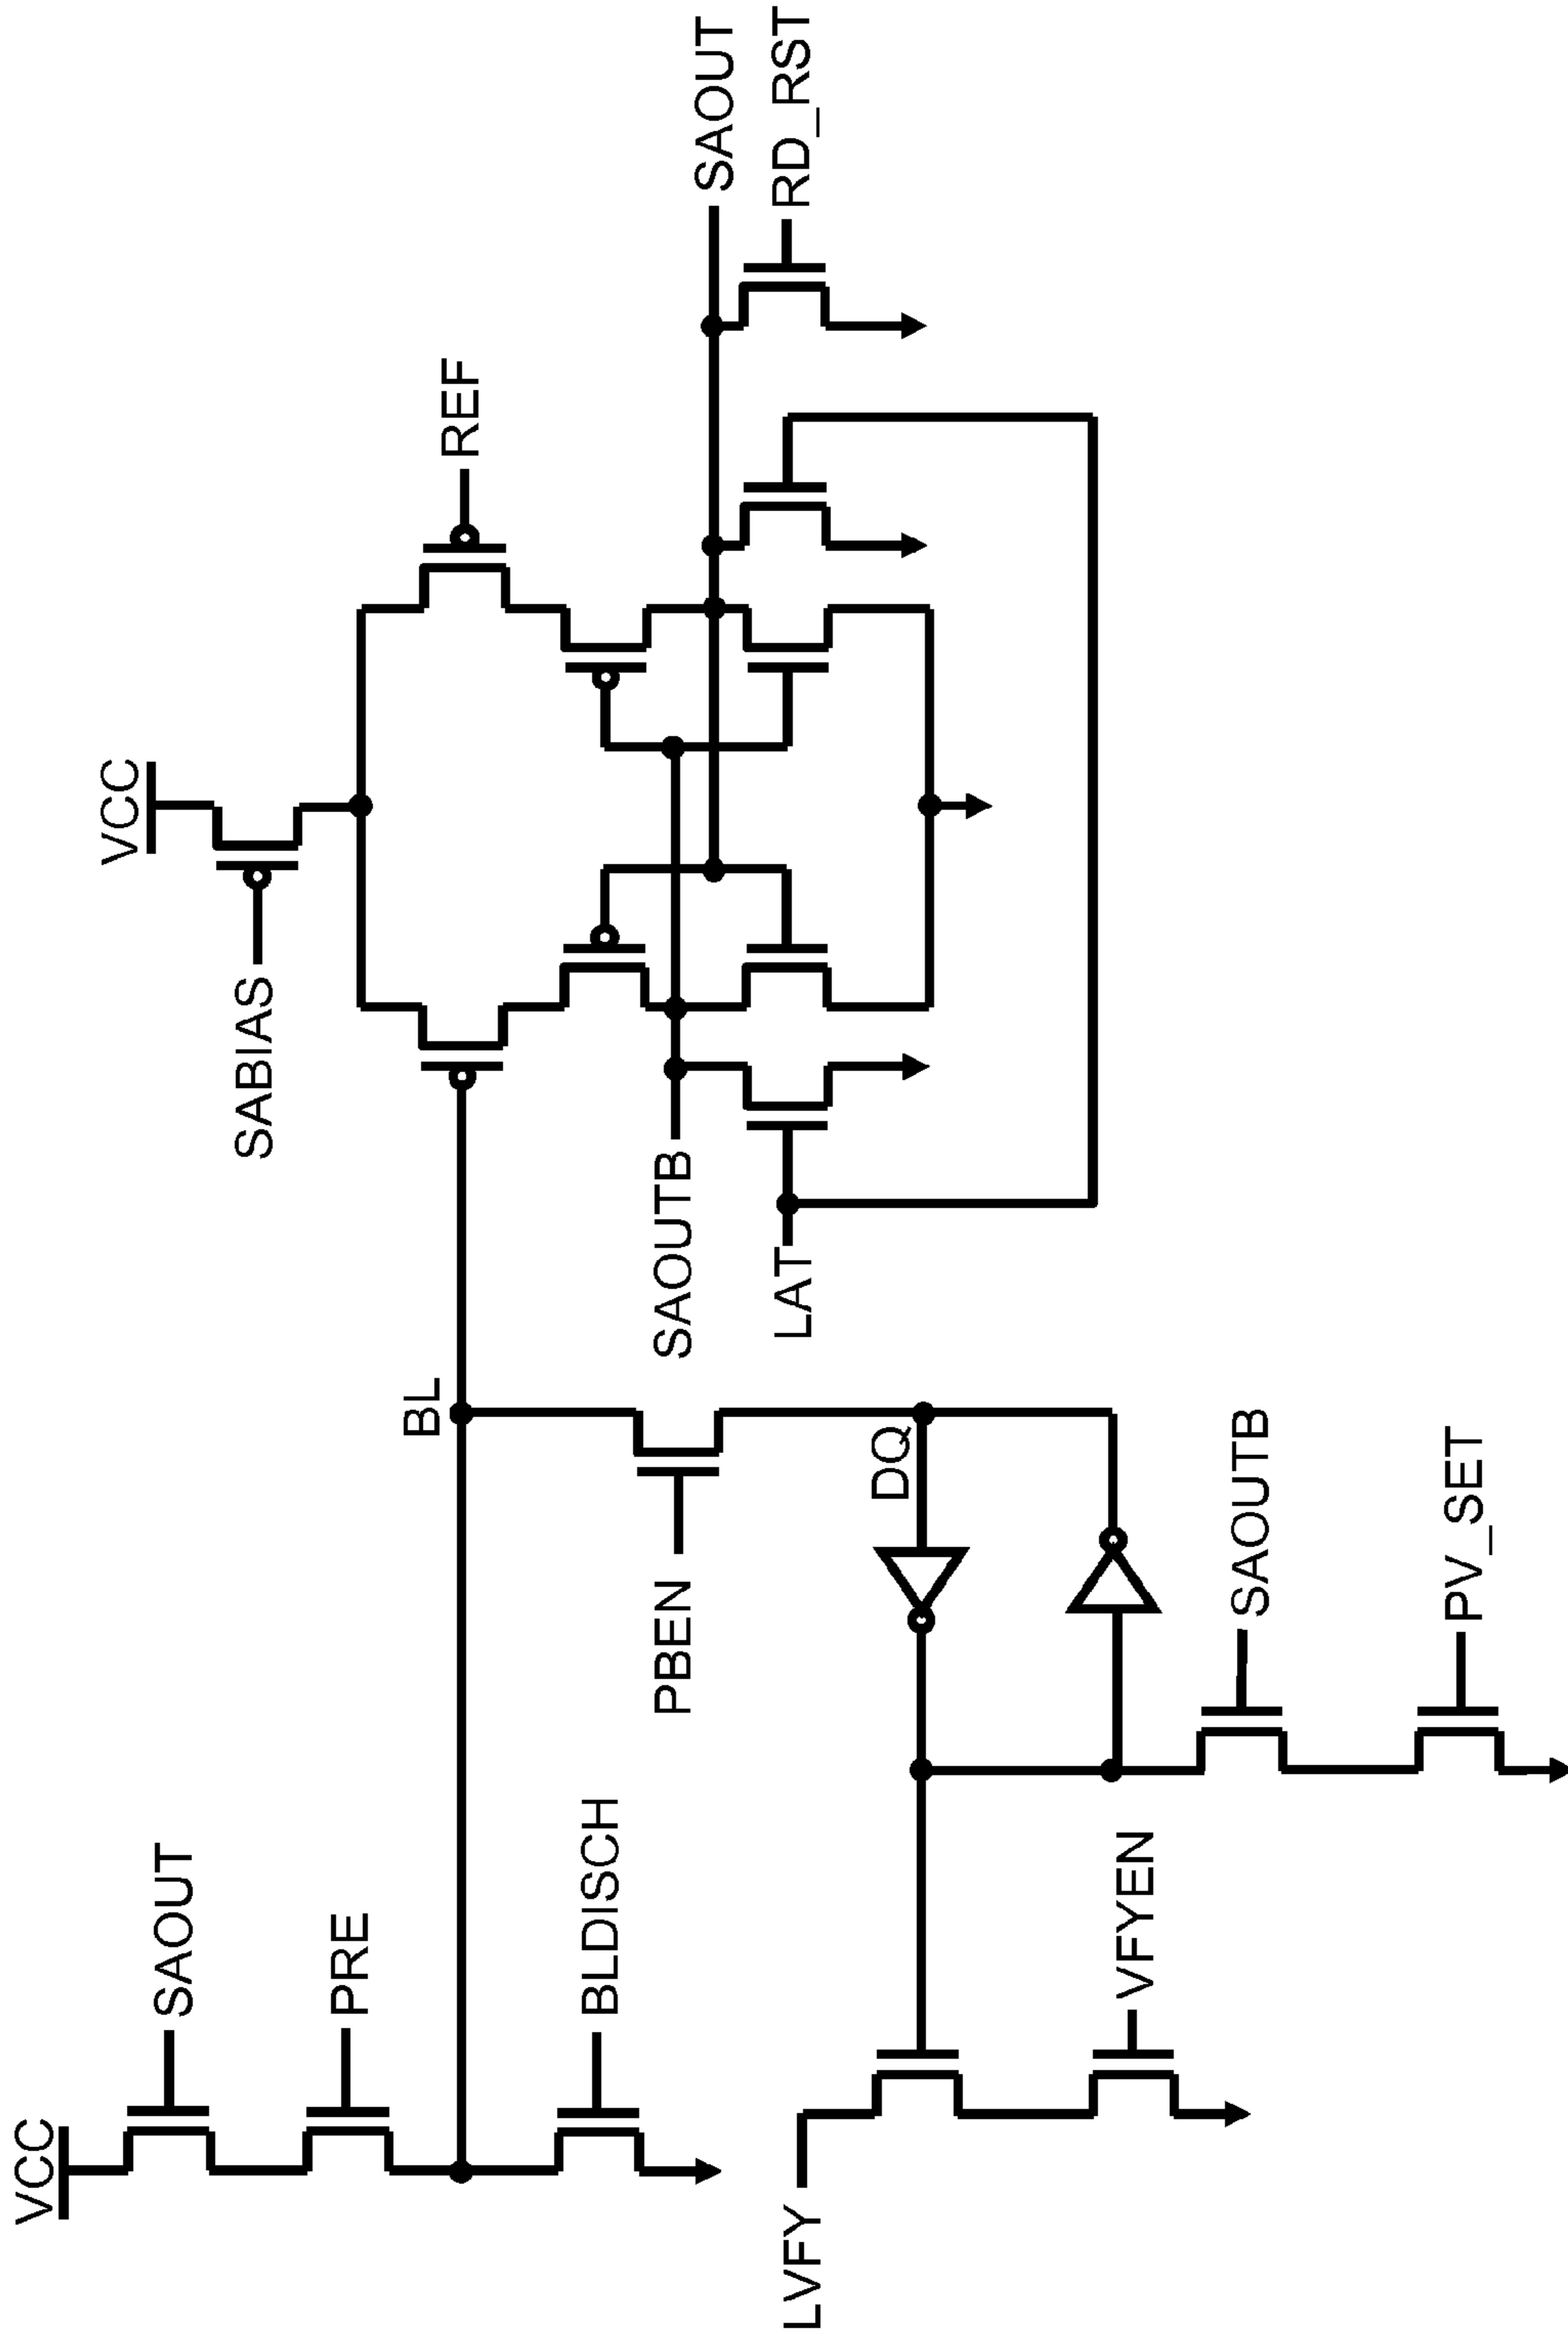 VCC
SAOUT
PRE
BLDISCH
LVFY
VFYEN
BL
PBEN
DQ
SAOUTB
PV_SET
VCC
SABIAS
REF
SAOUTB
LAT
SAOUT
RD_RST